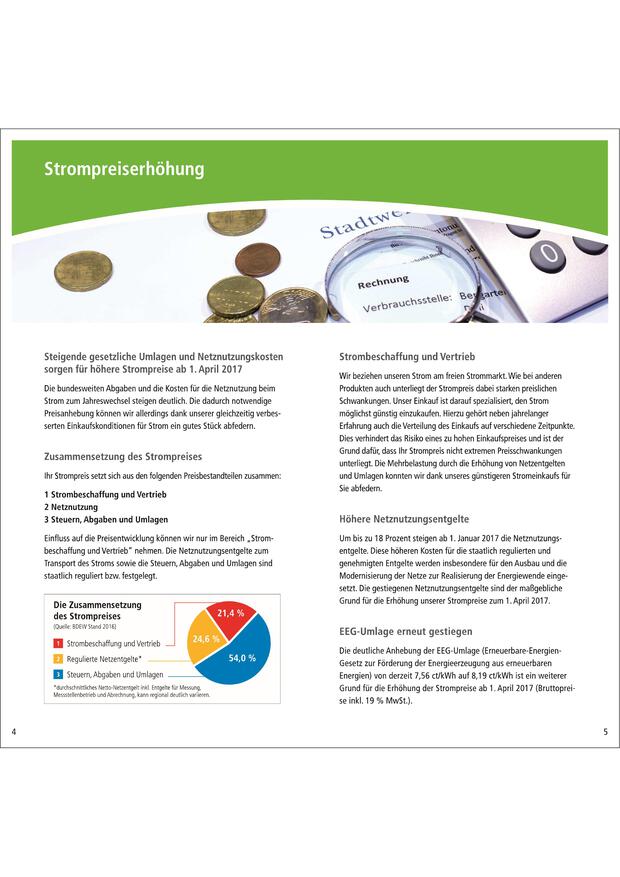 Strompreiserhöhung
Stadtwe
Rechnung
Verbrauchsstelle:
0
Steigende gesetzliche Umlagen und Netznutzungskosten
sorgen für höhere Strompreise ab 1. April 2017
Die bundesweiten Abgaben und die Kosten für die Netznutzung beim
Strom zum Jahreswechsel steigen deutlich. Die dadurch notwendige
Preisanhebung können wir allerdings dank unserer gleichzeitig verbes-
serten Einkaufskonditionen für Strom ein gutes Stück abfedern.
Zusammensetzung des Strompreises
Ihr Strompreis setzt sich aus den folgenden Preisbestandteilen zusammen:
1 Strombeschaffung und Vertrieb
2 Netznutzung
3 Steuern, Abgaben und Umlagen
Einfluss auf die Preisentwicklung können wir nur im Bereich „Strom-
beschaffung und Vertrieb" nehmen. Die Netznutzungsentgelte zum
Transport des Stroms sowie die Steuern, Abgaben und Umlagen sind
staatlich reguliert bzw. festgelegt.
Die Zusammensetzung
des Strompreises
(Quelle: BDEW Stand 2016)
1 Strombeschaffung und Vertrieb
2 Regulierte Netzentgelte*
3 Steuern, Abgaben und Umlagen
21,4 %
24,6 %
54,0 %
*durchschnittliches Netto-Netzentgelt inkl. Entgelte für Messung,
Messstellenbetrieb und Abrechnung, kann regional deutlich variieren.
4
Strombeschaffung und Vertrieb
Wir beziehen unseren Strom am freien Strommarkt. Wie bei anderen
Produkten auch unterliegt der Strompreis dabei starken preislichen
Schwankungen. Unser Einkauf ist darauf spezialisiert, den Strom
möglichst günstig einzukaufen. Hierzu gehört neben jahrelanger
Erfahrung auch die Verteilung des Einkaufs auf verschiedene Zeitpunkte.
Dies verhindert das Risiko eines zu hohen Einkaufspreises und ist der
Grund dafür, dass Ihr Strompreis nicht extremen Preisschwankungen
unterliegt. Die Mehrbelastung durch die Erhöhung von Netzentgelten
und Umlagen konnten wir dank unseres günstigeren Stromeinkaufs für
Sie abfedern.
Höhere Netznutzungsentgelte
Um bis zu 18 Prozent steigen ab 1. Januar 2017 die Netznutzungs-
entgelte. Diese höheren Kosten für die staatlich regulierten und
genehmigten Entgelte werden insbesondere für den Ausbau und die
Modernisierung der Netze zur Realisierung der Energiewende einge-
setzt. Die gestiegenen Netznutzungsentgelte sind der maßgebliche
Grund für die Erhöhung unserer Strompreise zum 1. April 2017.
EEG-Umlage erneut gestiegen
Die deutliche Anhebung der EEG-Umlage (Erneuerbare-Energien-
Gesetz zur Förderung der Energieerzeugung aus erneuerbaren
Energien) von derzeit 7,56 ct/kWh auf 8,19 ct/kWh ist ein weiterer
Grund für die Erhöhung der Strompreise ab 1. April 2017 (Bruttoprei-
se inkl. 19 % MwSt.).
5